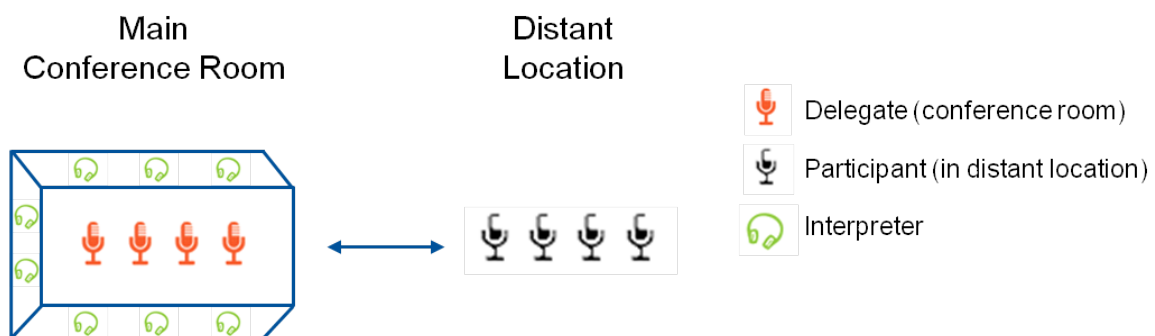 Main
Conference Room
Distant
Location
Delegate (conference room)
Participant (in distant location)
Interpreter